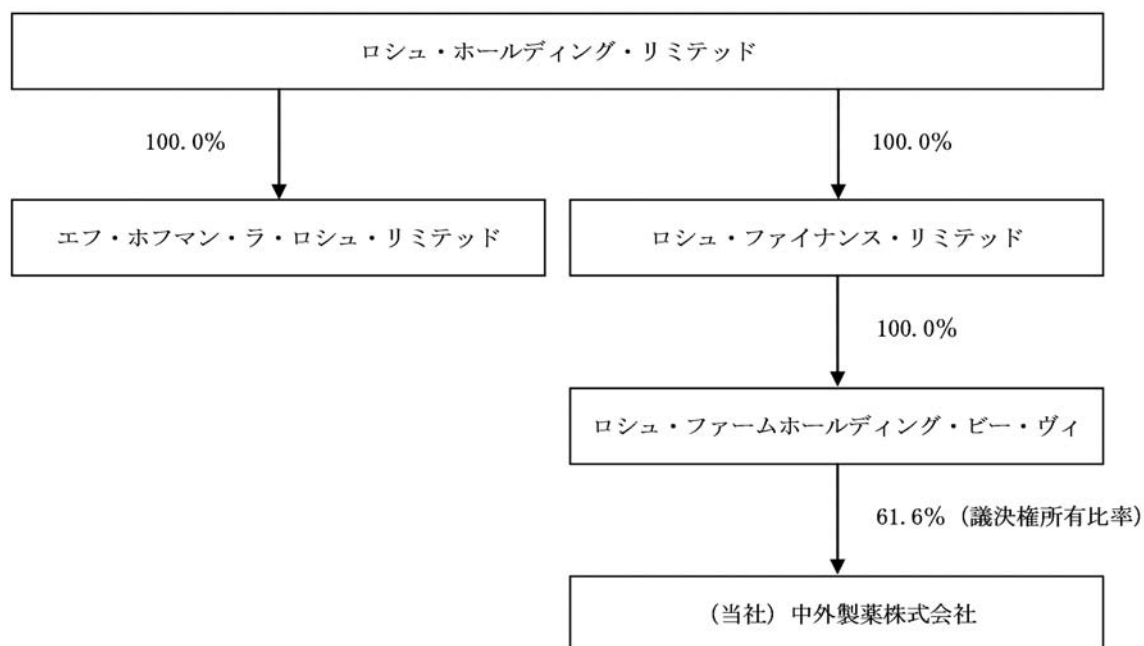 ロシュ・ホールディング・リミテッド
100.0%
100.0%
エフ・ホフマン・ラ・ロシュ・リミテッド
ロシュ・ファイナンス・リミテッド
100.0%
ロシュ・ファームホールディング・ビー・ヴィ
61.6%（議決権所有比率）
（当社）中外製薬株式会社